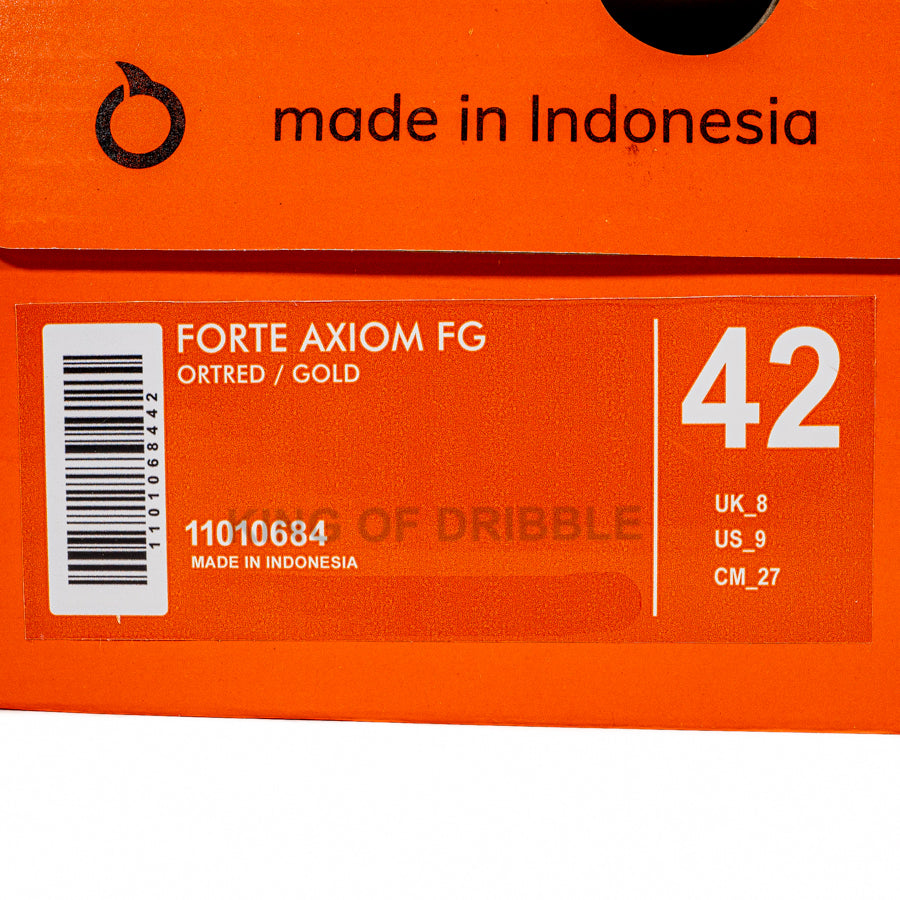 made in Indonesia
FORTE AXIOM FG
ORTRED / GOLD
11010684
MADE IN INDONESIA
KING OF DRIBBLE
1101068442
42
UK_8
US_9
CM_27